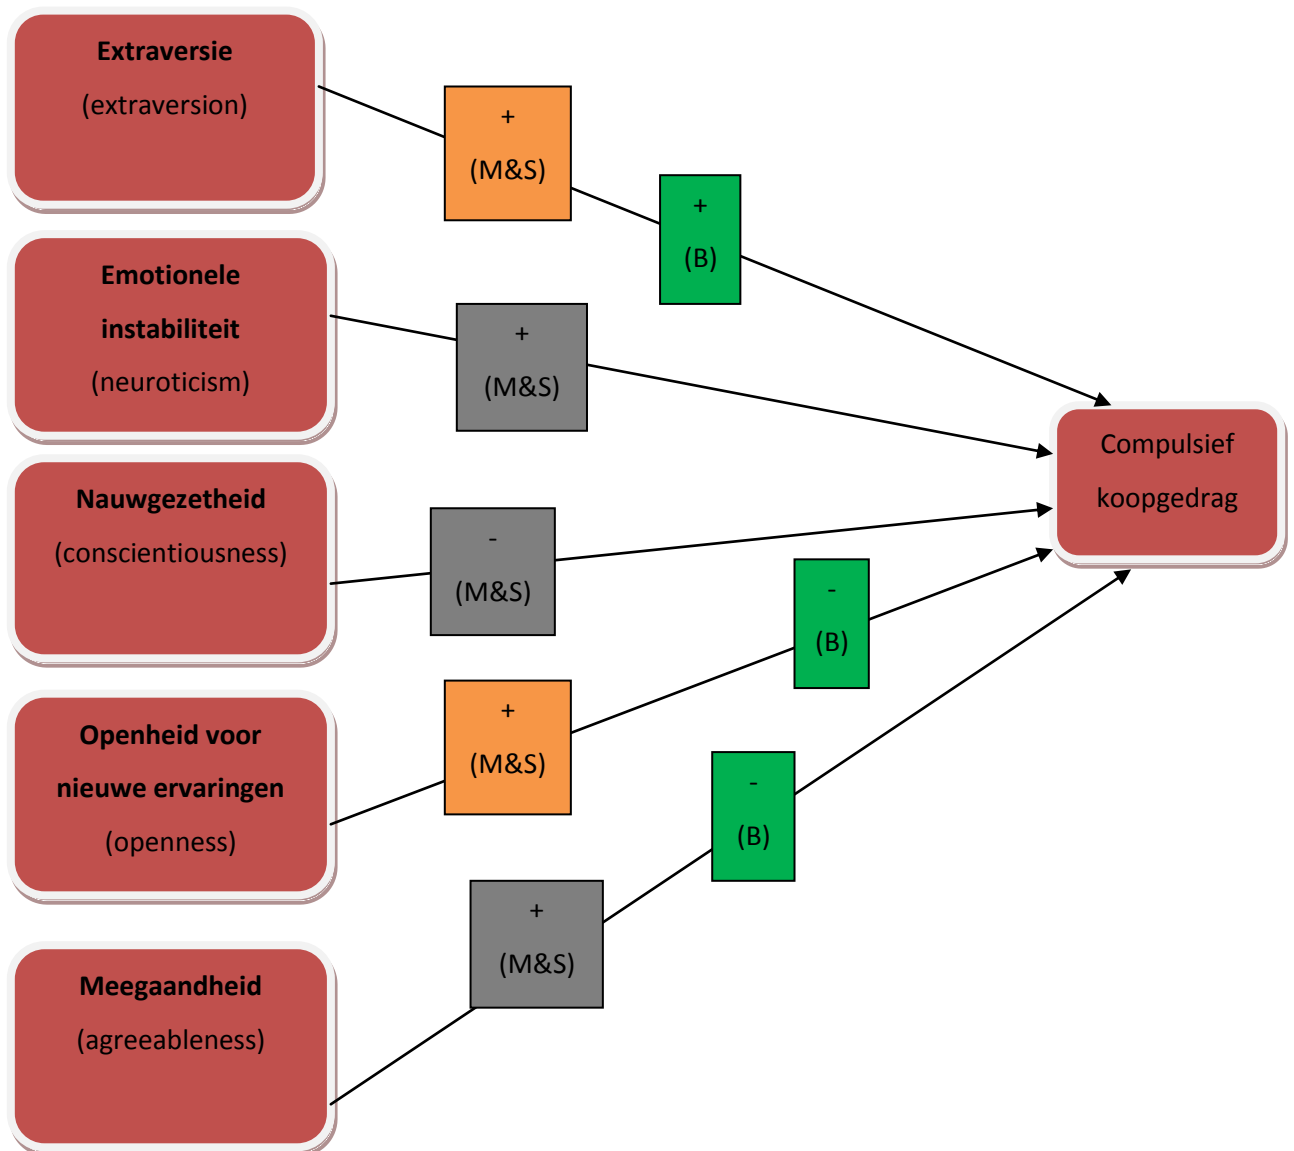 Extraversie
(extraversion)
+
(M&S)
+
(B)
Emotionele
instabiliteit
(neuroticism)
+
(M&S)
Compulsief
koopgedrag
Nauwgezetheid
(conscientiousness)
-
(M&S)
-
(B)
Openheid voor
nieuwe ervaringen
(openness)
+
(M&S)
-
(B)
Meegaandheid
(agreeableness)
+
(M&S)